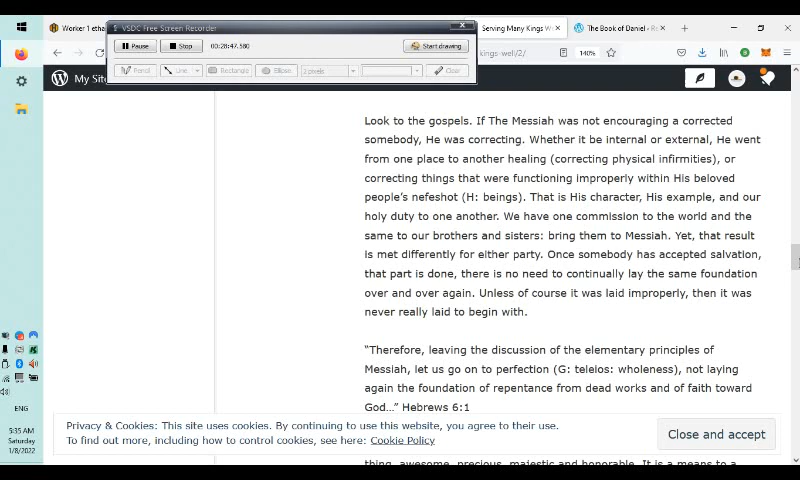 VSDC Free Screen Recorder
Pause
Stop
00:28:47.580
Start drawing
Pencil
Line
Rectangle
Ellipse
2 pixels
Clear
Worker 1 ethm
Serving Many Kings W
The Book of Daniel - R
kings-well/2/
140%
My Sit
Look to the gospels. If The Messiah was not encouraging a corrected
somebody, He was correcting. Whether it be internal or external, He went
from one place to another healing (correcting physical infirmities), or
correcting things that were functioning improperly within His beloved
people's nefeshot (H: beings). That is His character, His example, and our
holy duty to one another. We have one commission to the world and the
same to our brothers and sisters: bring them to Messiah. Yet, that result
is met differently for either party. Once somebody has accepted salvation,
that part is done, there is no need to continually lay the same foundation
over and over again. Unless of course it was laid improperly, then it was
never really laid to begin with.
“Therefore, leaving the discussion of the elementary principles of
Messiah, let us go on to perfection (G: teleios: wholeness), not laying
again the foundation of repentance from dead works and of faith toward
God…” Hebrews 6:1
Privacy & Cookies: This site uses cookies. By continuing to use this website, you agree to their use.
To find out more, including how to control cookies, see here: Cookie Policy
Close and accept
thing, awesome, precious, majestic and honorable. It is a means to a
ENG
5:35 AM
Saturday
1/8/2022